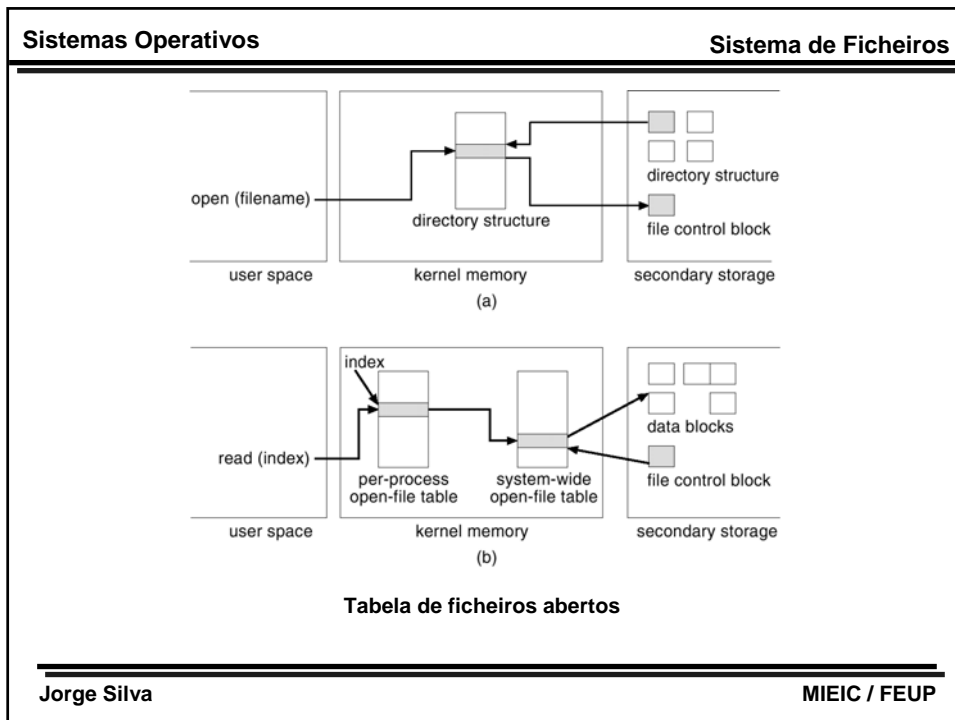 Sistemas Operativos
Sistema de Ficheiros
open (filename)
directory structure
directory structure
file control block
user space
kernel memory
secondary storage
(a)
index
read (index)
per-process
open-file table
system-wide
open-file table
data blocks
file control block
user space
kernel memory
secondary storage
(b)
Tabela de ficheiros abertos
Jorge Silva
MIEIC / FEUP